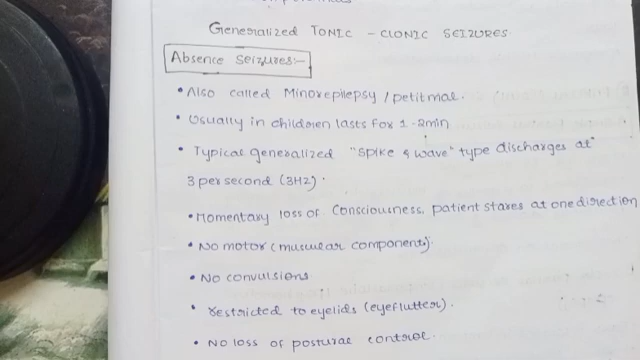 Generalized TONIC - CLONIC SEIZURES
Absence Seizures:-
• Also called Minorepilepsy / petitmal.
• Usually in children lasts for 1-2min
• Typical generalized "Spike & wave" type discharges at
3 per second (3HZ).
• Momentary loss of Consciousness, patient stares at one direction
• No motor (muscular components).
• No convulsions
• restricted to eyelids (eyeflutter).
• No loss of postural control.